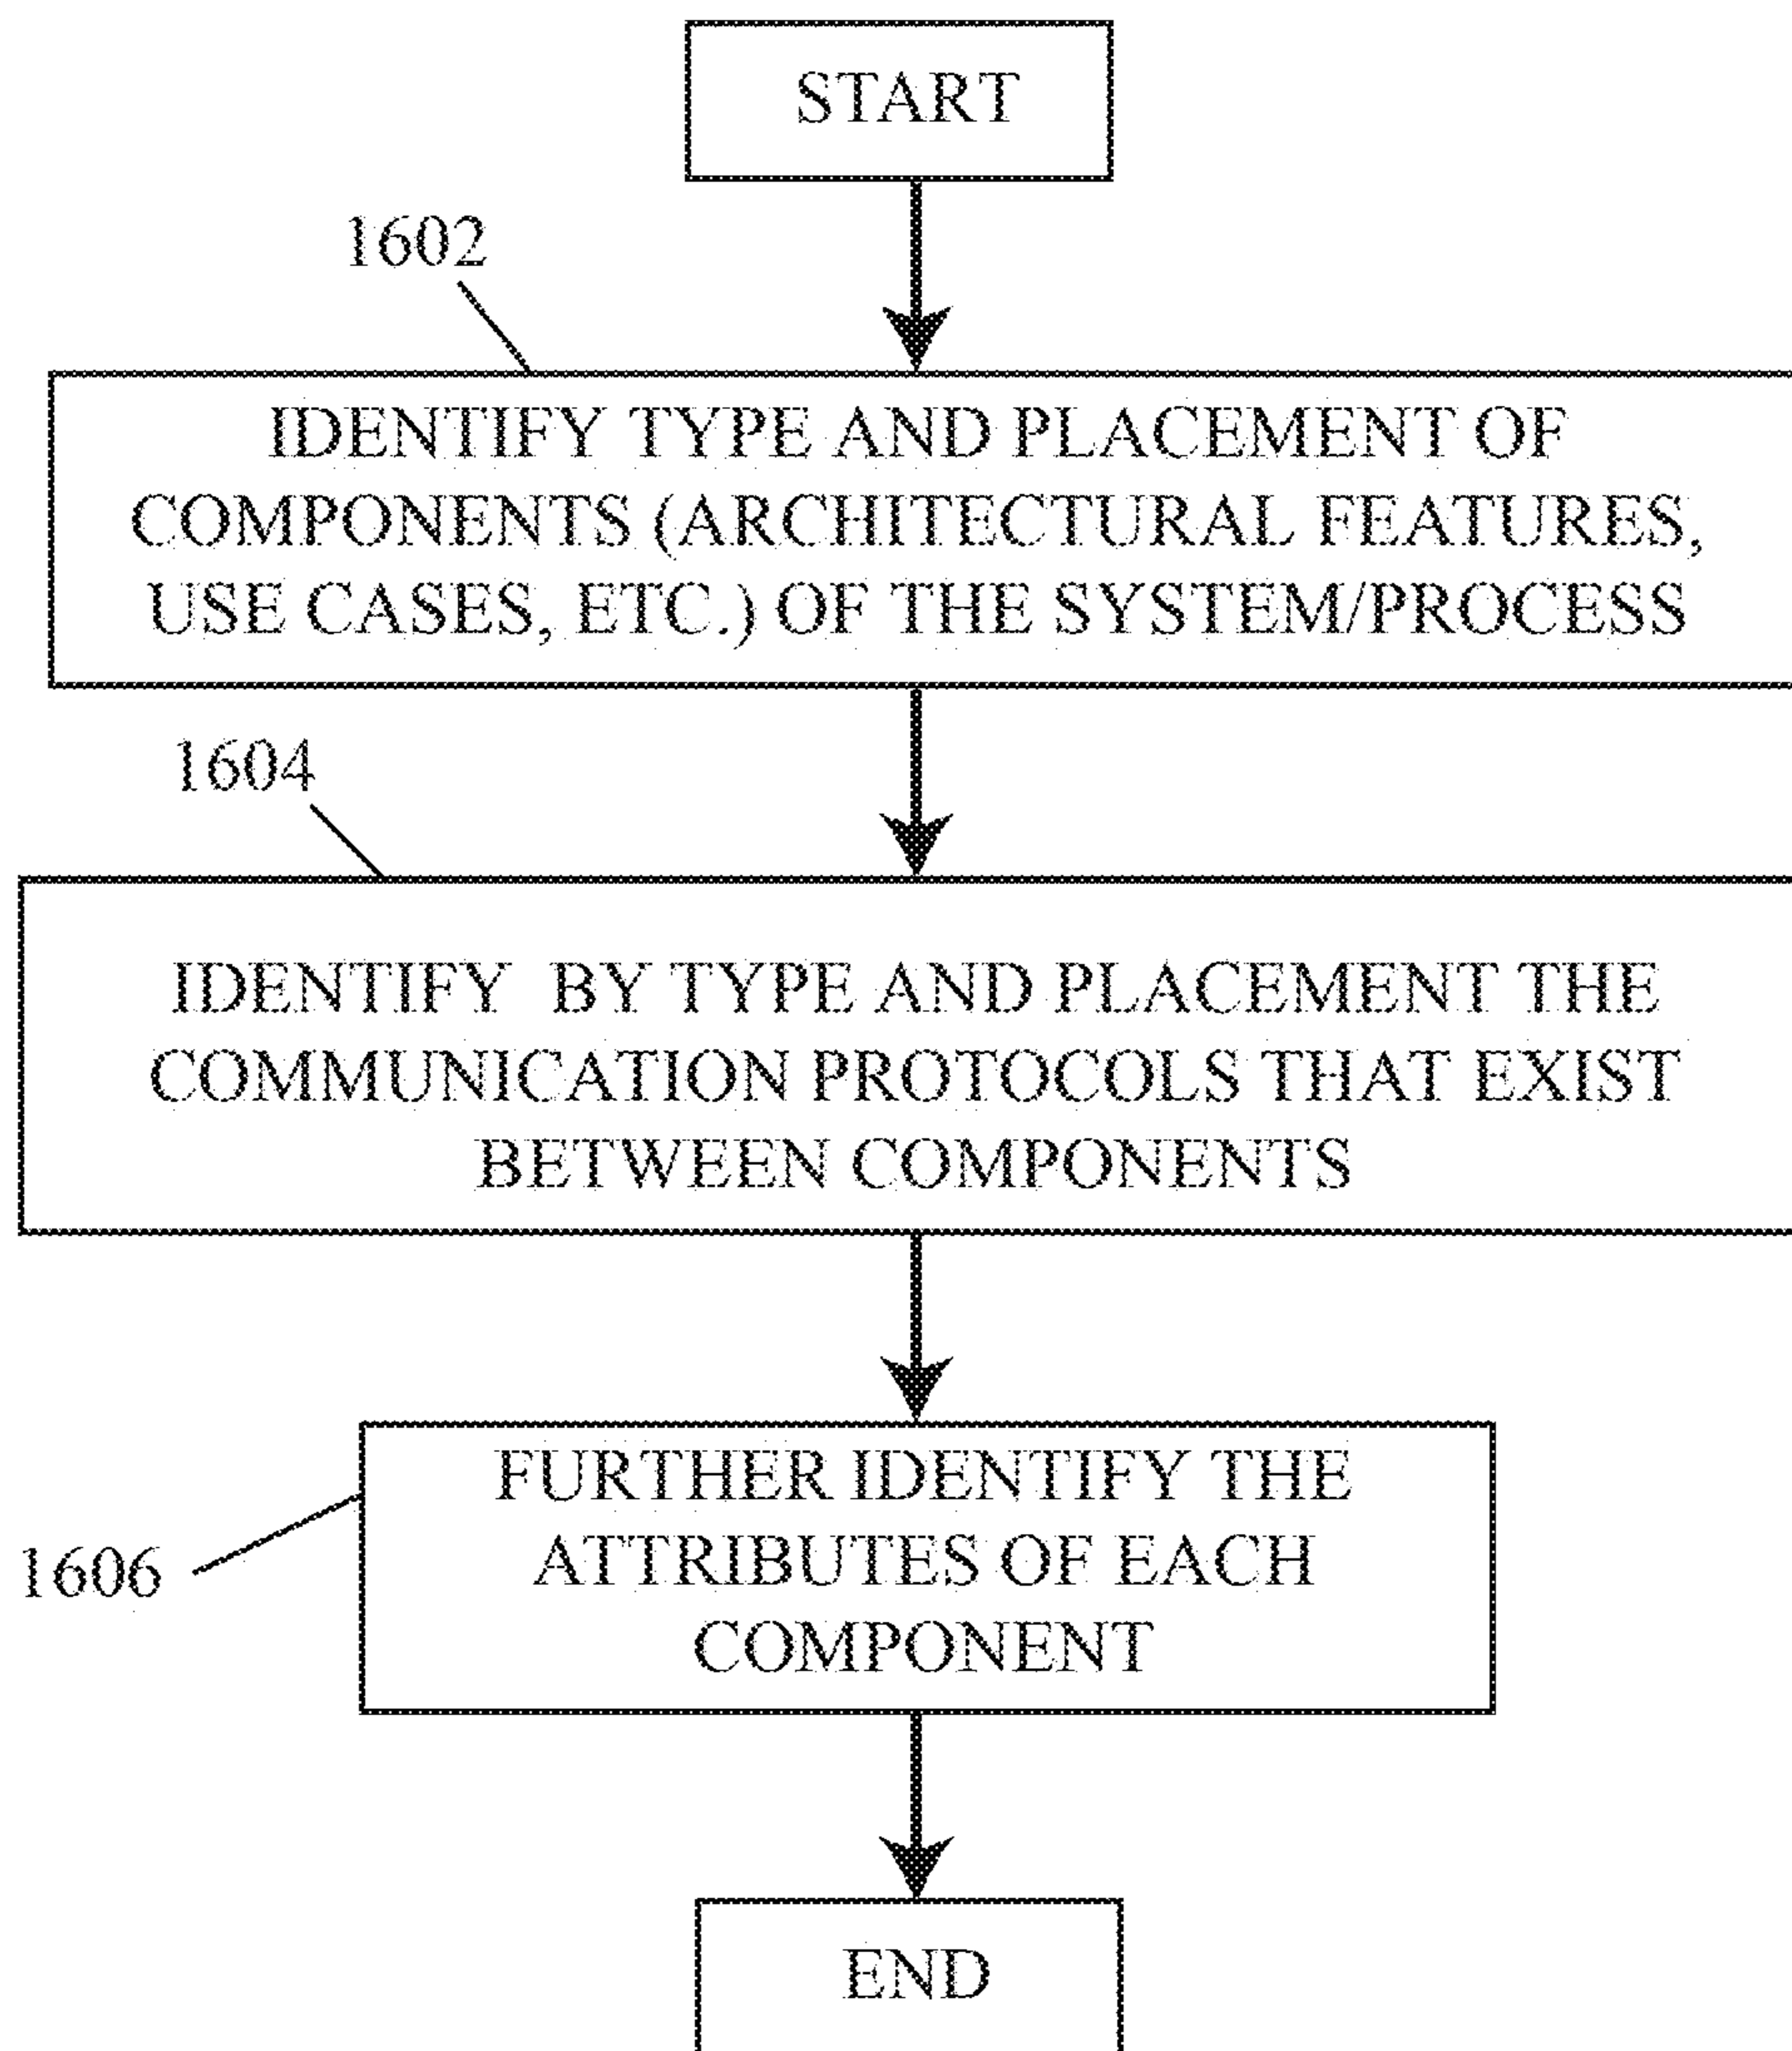 START
1602
IDENTIFY TYPE AND PLACEMENT OF
COMPONENTS (ARCHITECTURAL FEATURES,
USE CASES, ETC.) OF THE SYSTEM/PROCESS
1604
IDENTIFY BY TYPE AND PLACEMENT THE
COMMUNICATION PROTOCOLS THAT EXIST
BETWEEN COMPONENTS
FURTHER IDENTIFY THE
ATTRIBUTES OF EACH
COMPONENT
1606
END